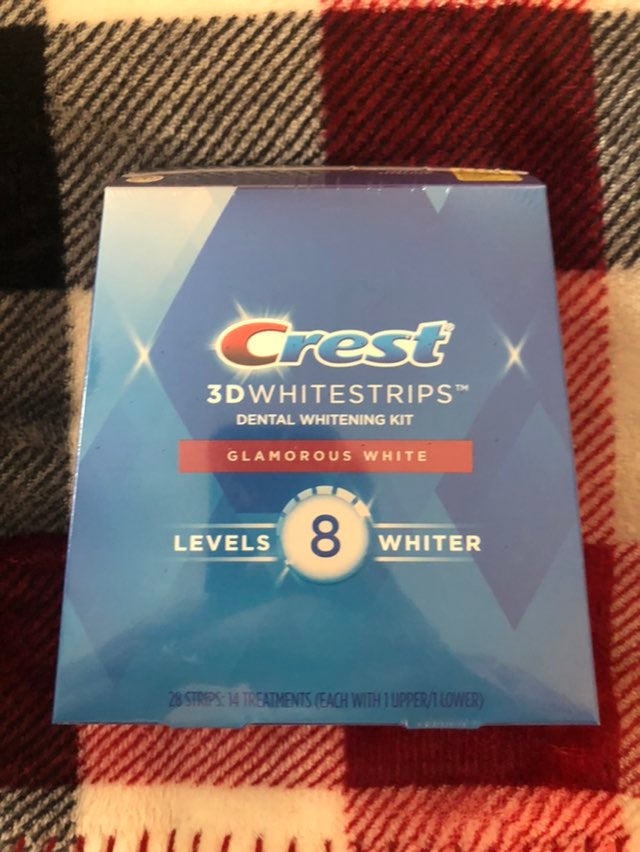 Crest®
3DWHITESTRIPS™
DENTAL WHITENING KIT
GLAMOROUS WHITE
LEVELS 8 WHITER
28 STRIPS: 14 TREATMENTS (EACH WITH 1 UPPER/1 LOWER)